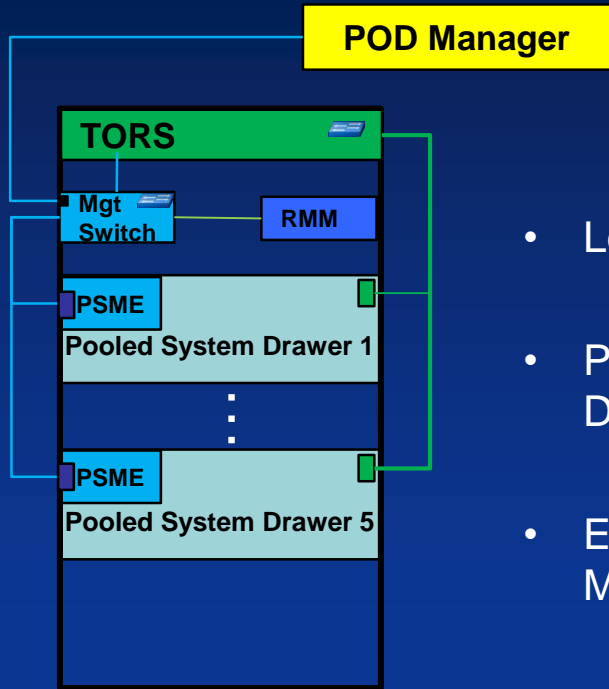 POD Manager
TORS
Mgt
Switch
RMM
PSME
Pooled System Drawer 1
PSME
Pooled System Drawer 5